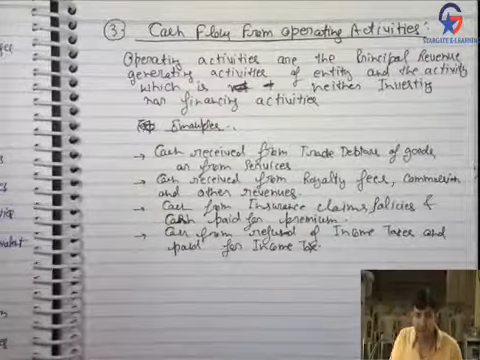 ③ Cash Flow From Operating Activities :
STARGATE E-LEARNING
Operating activities are the Principal Revenue
generating activities of entity and the activity
which is neither Investing
nor financing activities
Examples :
→ Cash received from Trade Debtors of goods,
or from Services
→ Cash received from Royalty fees, Commission
and other revenues.
→ Cash from Insurance claims, Policies &
Cash paid for premium.
→ Cash from refund of Income Taxes and
paid for Income Tax